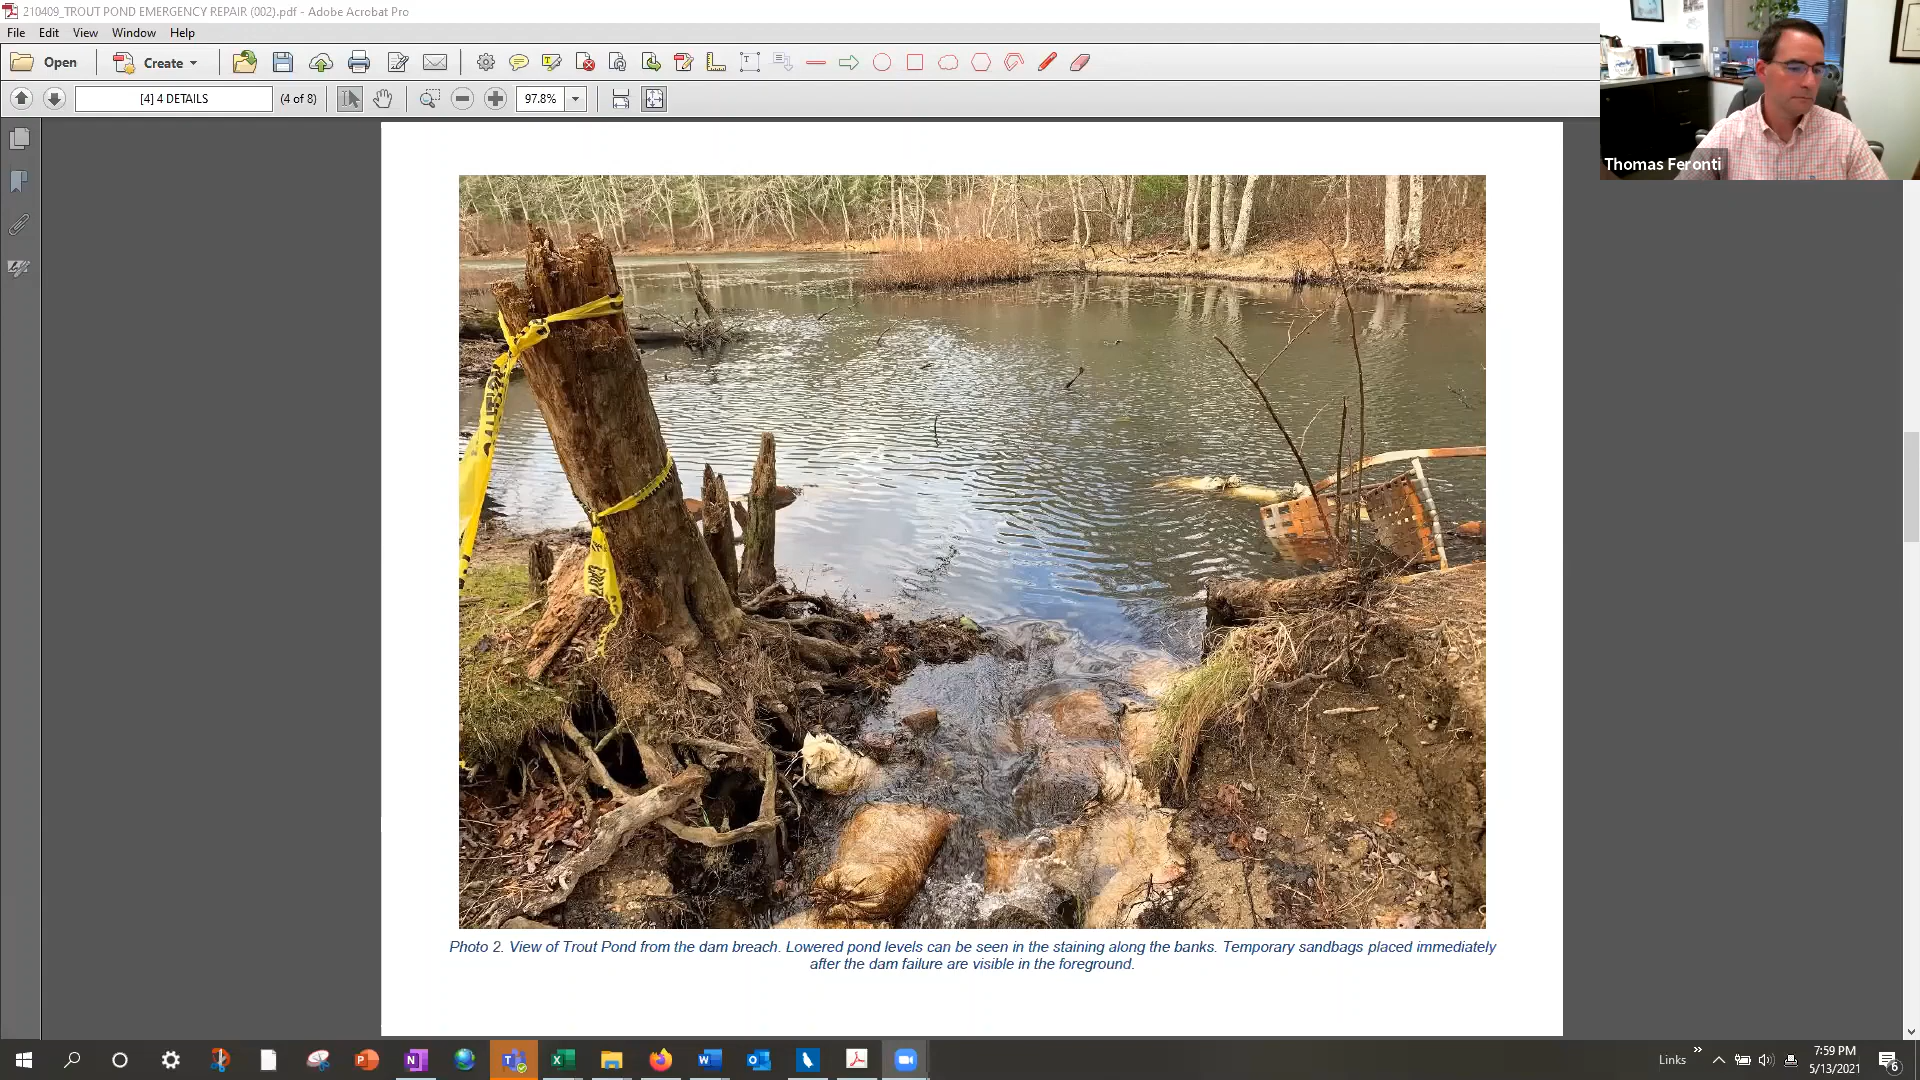 210409_TROUT POND EMERGENCY REPAIR (002).pdf - Adobe Acrobat Pro
File Edit View Window Help
Open Create
[4] 4 DETAILS (4 of 8) 97.8%
Thomas Feronti
Photo 2. View of Trout Pond from the dam breach. Lowered pond levels can be seen in the staining along the banks. Temporary sandbags placed immediately
after the dam failure are visible in the foreground.
Links
7:59 PM
5/13/2021
6